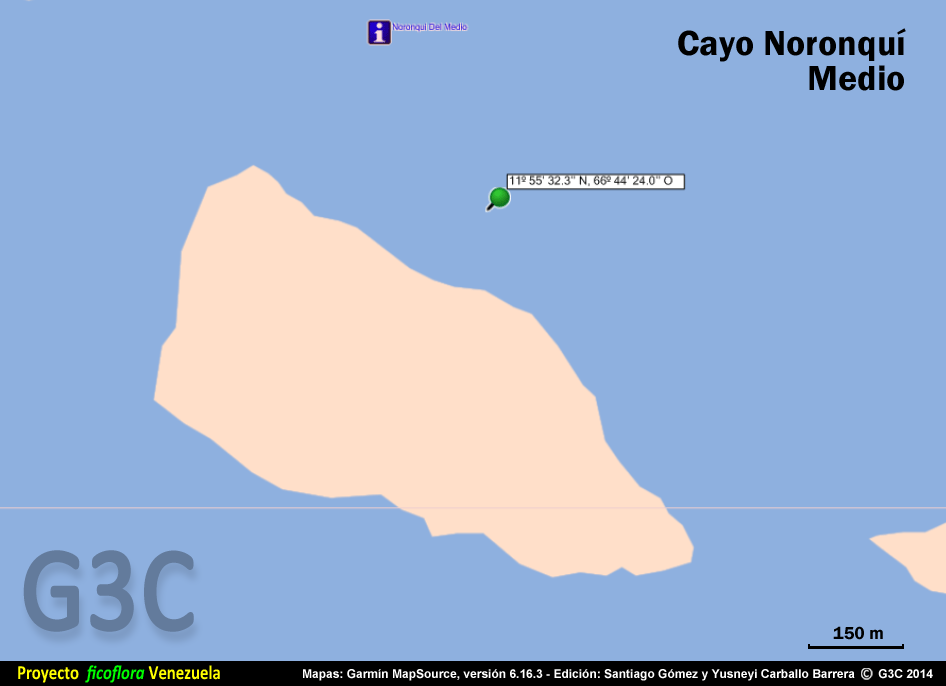 Noronqui Del Medio
Cayo Noronquí
Medio
11º 55' 32.3" N, 66º 44' 24.0" O
G3C
150 m
Proyecto ficoflora Venezuela
Mapas: Garmín MapSource, versión 6.16.3 - Edición: Santiago Gómez y Yusneyi Carballo Barrera © G3C 2014